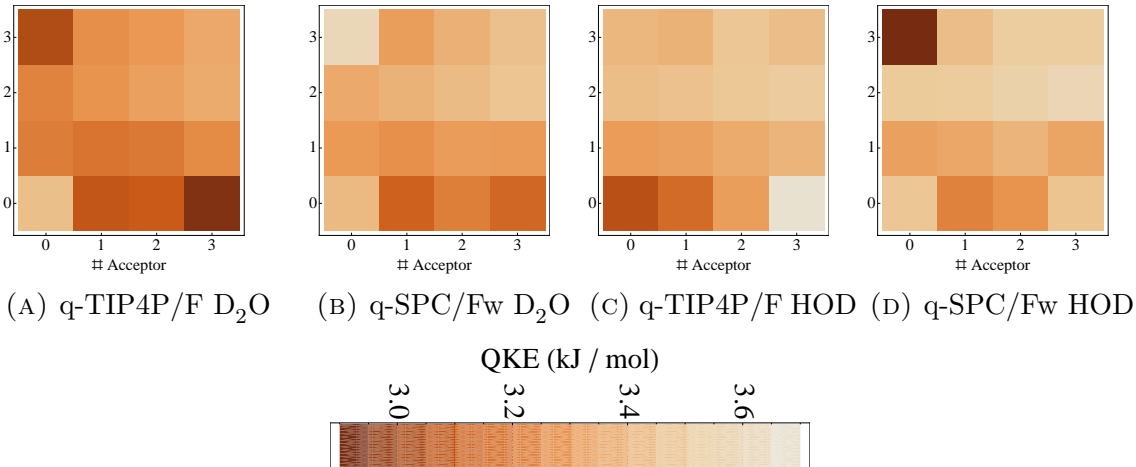 3
2
1
0
0 1 2 3
⌗ Acceptor
3
2
1
0
0 1 2 3
⌗ Acceptor
3
2
1
0
0 1 2 3
⌗ Acceptor
3
2
1
0
0 1 2 3
⌗ Acceptor
(A) q-TIP4P/F D₂O
(B) q-SPC/Fw D₂O
(C) q-TIP4P/F HOD
(D) q-SPC/Fw HOD
QKE (kJ / mol)
3.0 3.2 3.4 3.6